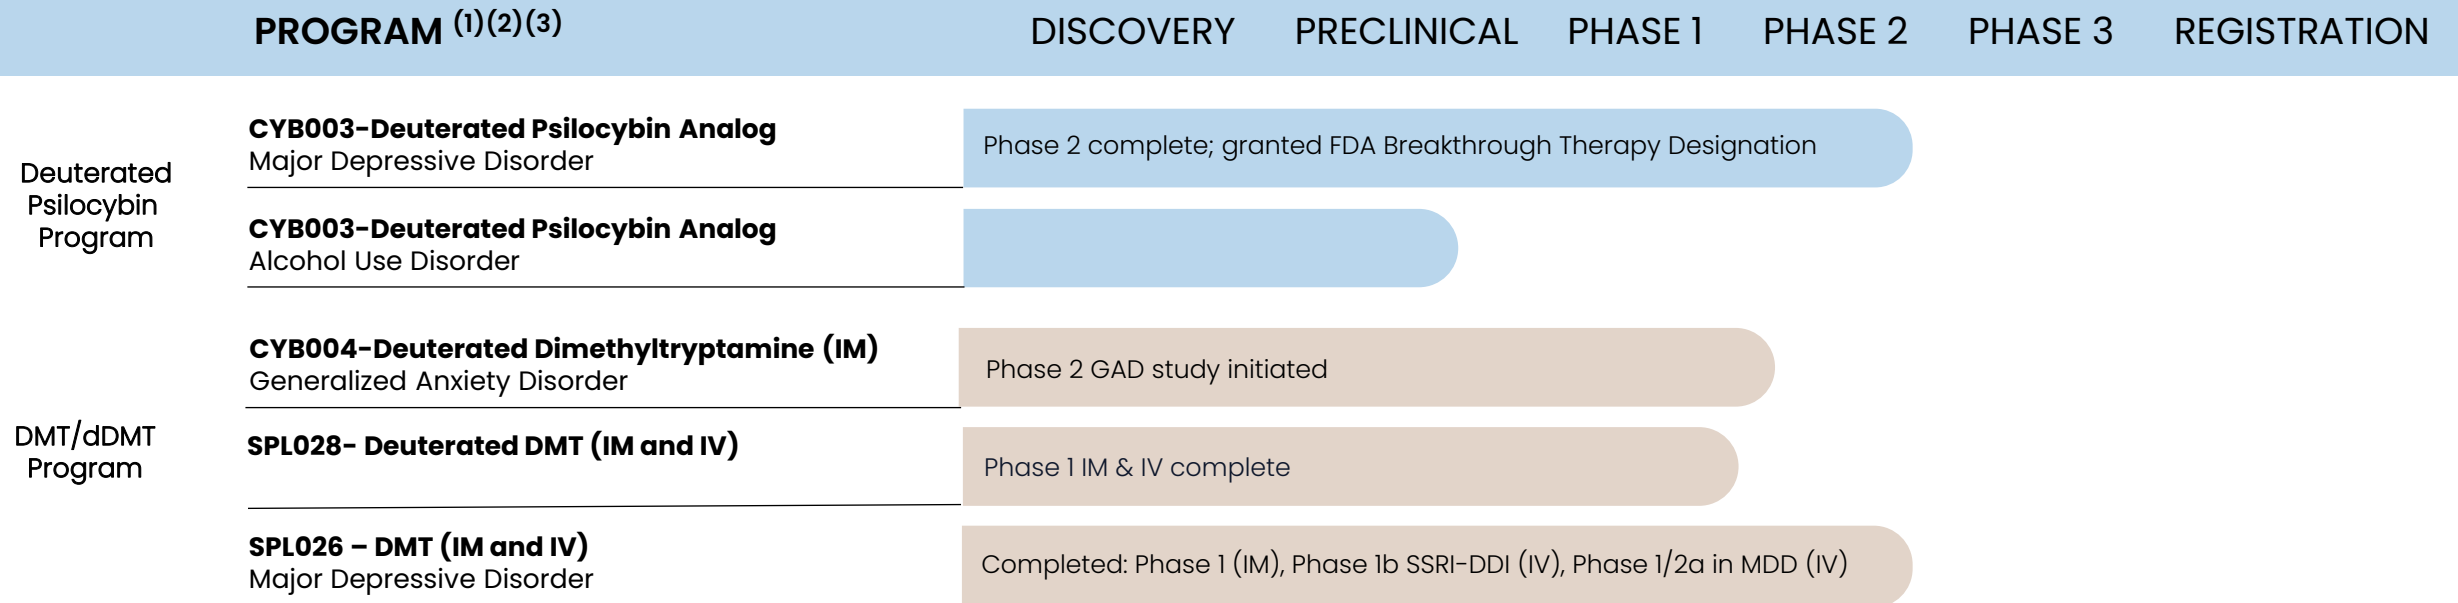 PROGRAM (1)(2)(3) DISCOVERY PRECLINICAL PHASE 1 PHASE 2 PHASE 3 REGISTRATION
Deuterated
Psilocybin
Program
CYB003-Deuterated Psilocybin Analog
Major Depressive Disorder
Phase 2 complete; granted FDA Breakthrough Therapy Designation
CYB003-Deuterated Psilocybin Analog
Alcohol Use Disorder
DMT/dDMT
Program
CYB004-Deuterated Dimethyltryptamine (IM)
Generalized Anxiety Disorder
Phase 2 GAD study initiated
SPL028- Deuterated DMT (IM and IV)
Phase 1 IM & IV complete
SPL026 – DMT (IM and IV)
Major Depressive Disorder
Completed: Phase 1 (IM), Phase 1b SSRI-DDI (IV), Phase 1/2a in MDD (IV)